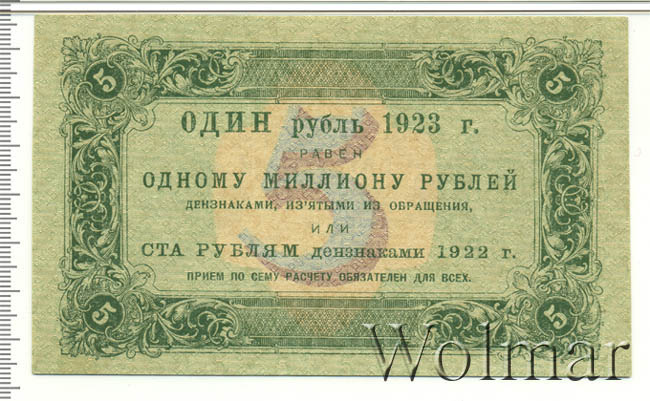 5 5
5
ОДИН рубль 1923 г.
РАВЕН
ОДНОМУ МИЛЛИОНУ РУБЛЕЙ
ДЕНЗНАКАМИ, ИЗ'ЯТЫМИ ИЗ ОБРАЩЕНИЯ,
ИЛИ
СТА РУБЛЯМ дензнаками 1922 г.
ПРИЕМ ПО СЕМУ РАСЧЕТУ ОБЯЗАТЕЛЕН ДЛЯ ВСЕХ.
5 5
Wolmar